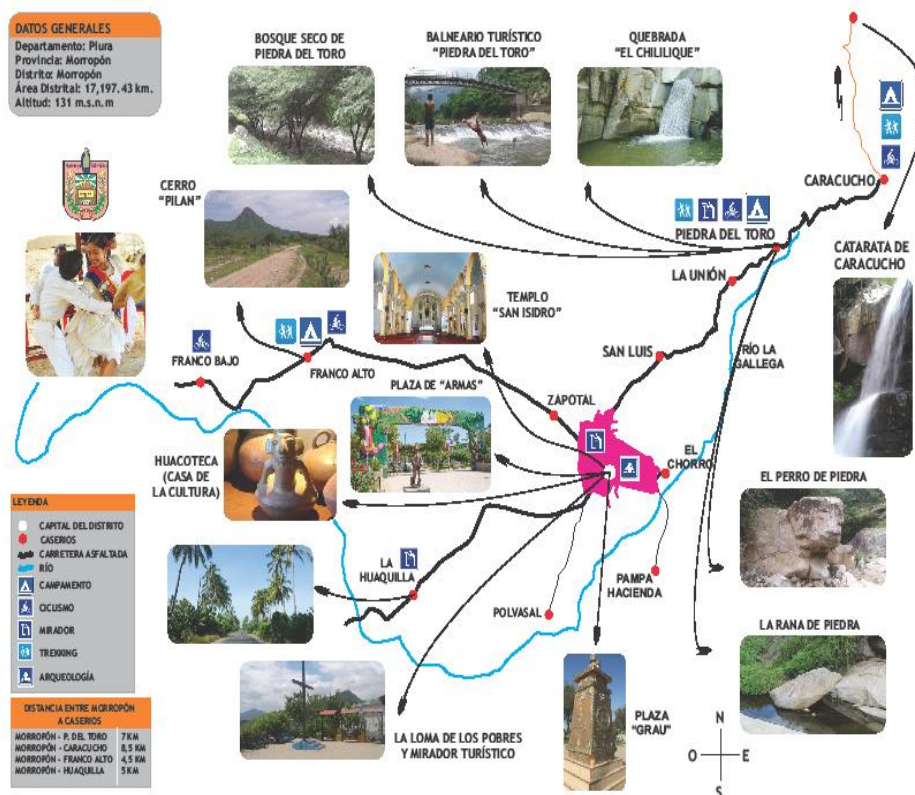 DATOS GENERALES
Departamento: Piura
Provincia: Morropón
Distrito: Morropón
Área Distrital: 17,197.43 km.
Altitud: 131 m.s.n.m
BOSQUE SECO DE
PIEDRA DEL TORO
BALNEARIO TURÍSTICO
“PIEDRA DEL TORO”
QUEBRADA
“EL CHILILIQUE”
CARACUCHO
CERRO
“PILAN”
PIEDRA DEL TORO
CATARATA DE
CARACUCHO
LA UNIÓN
TEMPLO
“SAN ISIDRO”
SAN LUIS
RÍO LA
GALLEGA
FRANCO BAJO
FRANCO ALTO
PLAZA DE “ARMAS”
ZAPOTAL
HUACOTECA
(CASA DE
LA CULTURA)
EL
CHORRO
EL PERRO DE PIEDRA
LEYENDA
CAPITAL DEL DISTRITO
CASERIOS
CARRETERA ASFALTADA
RÍO
CAMPAMENTO
CICLISMO
MIRADOR
TREKKING
ARQUEOLOGÍA
LA
HUAQUILLA
PAMPA
HACIENDA
POLVASAL
LA RANA DE PIEDRA
DISTANCIA ENTRE MORROPÓN
A CASERIOS
MORROPÓN - P. DEL TORO 7 KM
MORROPÓN - CARACUCHO 8,5 KM
MORROPÓN - FRANCO ALTO 4,5 KM
MORROPÓN - HUAQUILLA 5 KM
LA LOMA DE LOS POBRES
Y MIRADOR TURÍSTICO
PLAZA
“GRAU”
N
O E
S